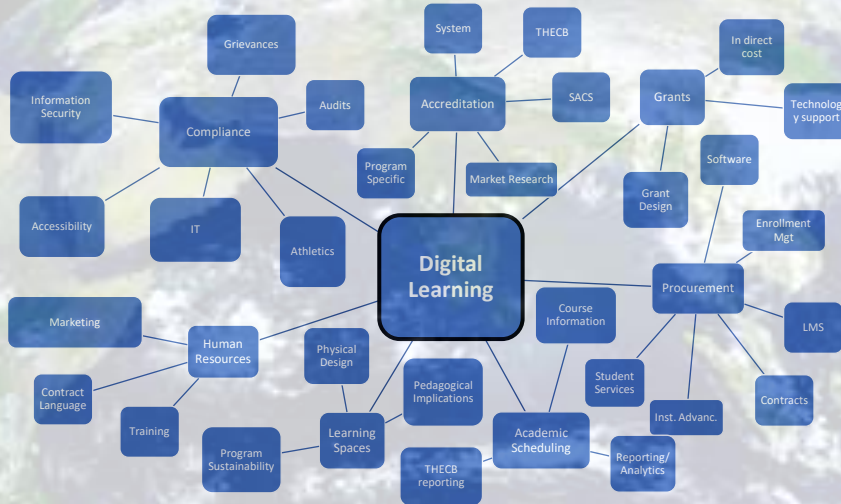 Grievances
Information
Security
Compliance
Audits
Accessibility
IT
Athletics
System
THECB
Accreditation
SACS
Program
Specific
Market Research
In direct
cost
Grants
Technolog
y support
Grant
Design
Software
Enrollment
Mgt
Procurement
LMS
Student
Services
Inst. Advanc.
Contracts
Digital
Learning
Marketing
Human
Resources
Contract
Language
Training
Physical
Design
Pedagogical
Implications
Learning
Spaces
Program
Sustainability
Course
Information
Academic
Scheduling
THECB
reporting
Reporting/
Analytics